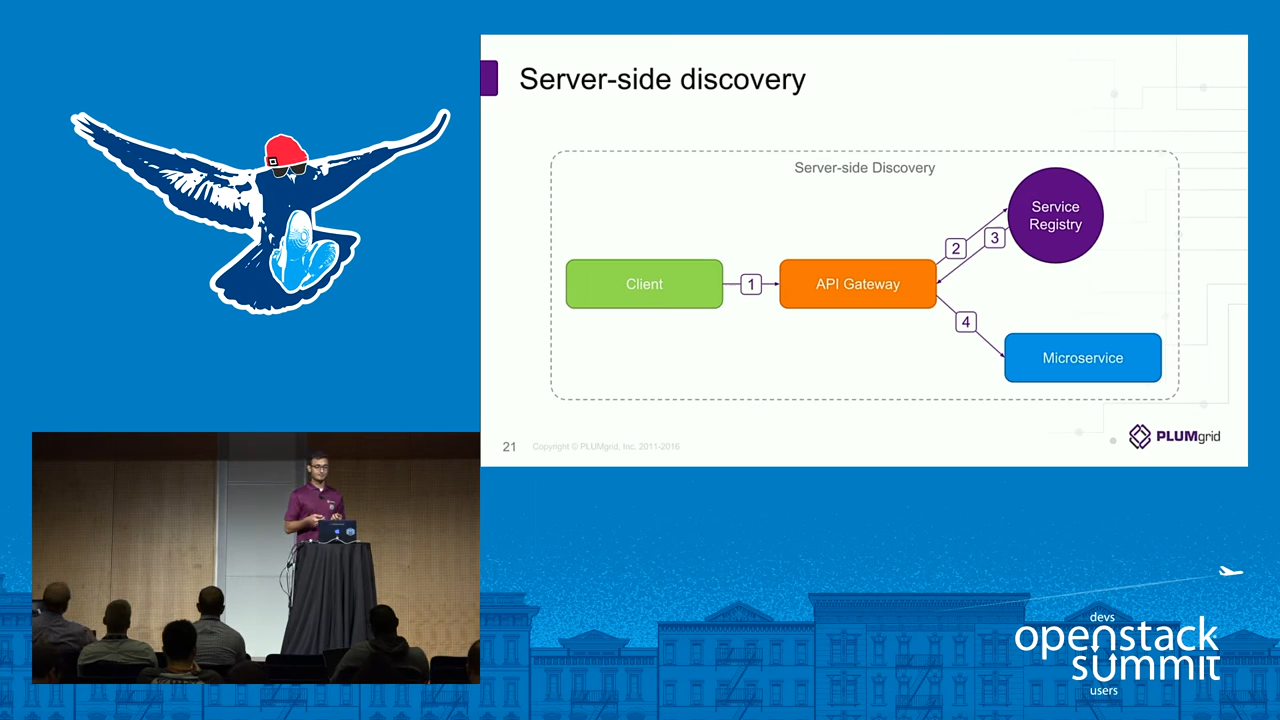 Server-side discovery
Server-side Discovery
Service
Registry
2
3
Client
1
API Gateway
4
Microservice
21
Copyright © PLUMgrid, Inc. 2011-2016
PLUMgrid
devs
openstack
summit
users